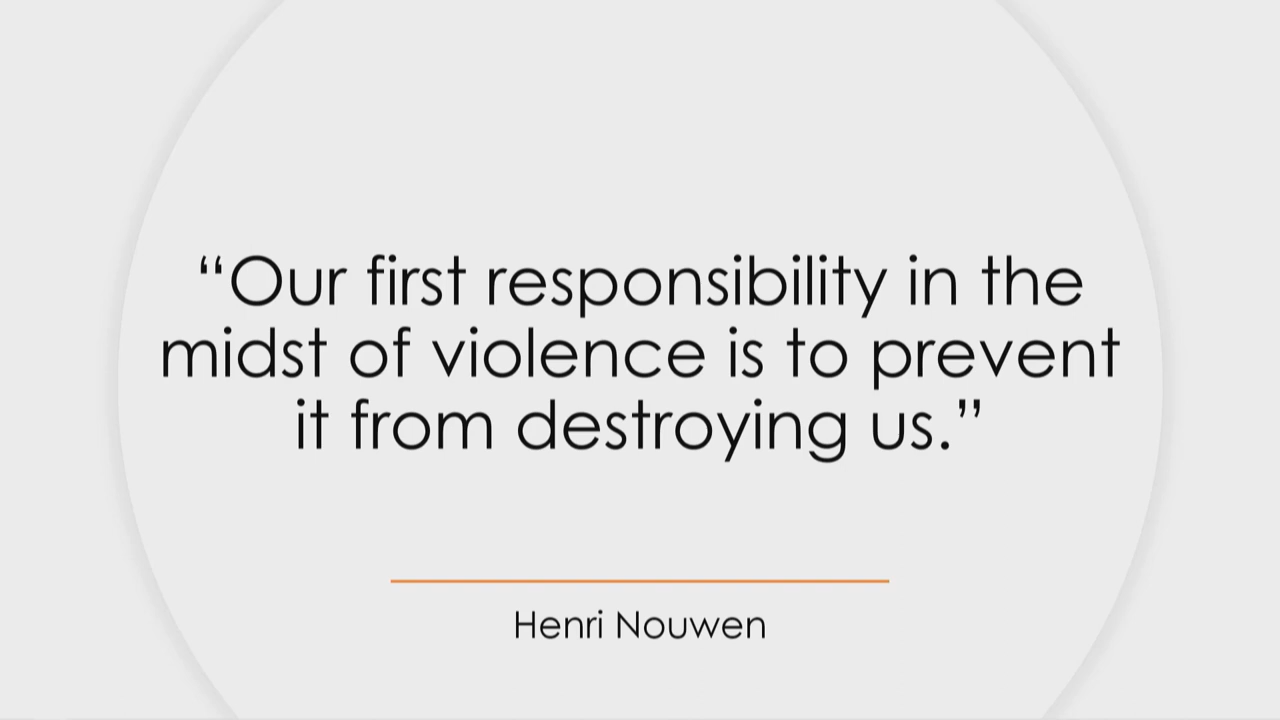 “Our first responsibility in the
midst of violence is to prevent
it from destroying us.”
Henri Nouwen